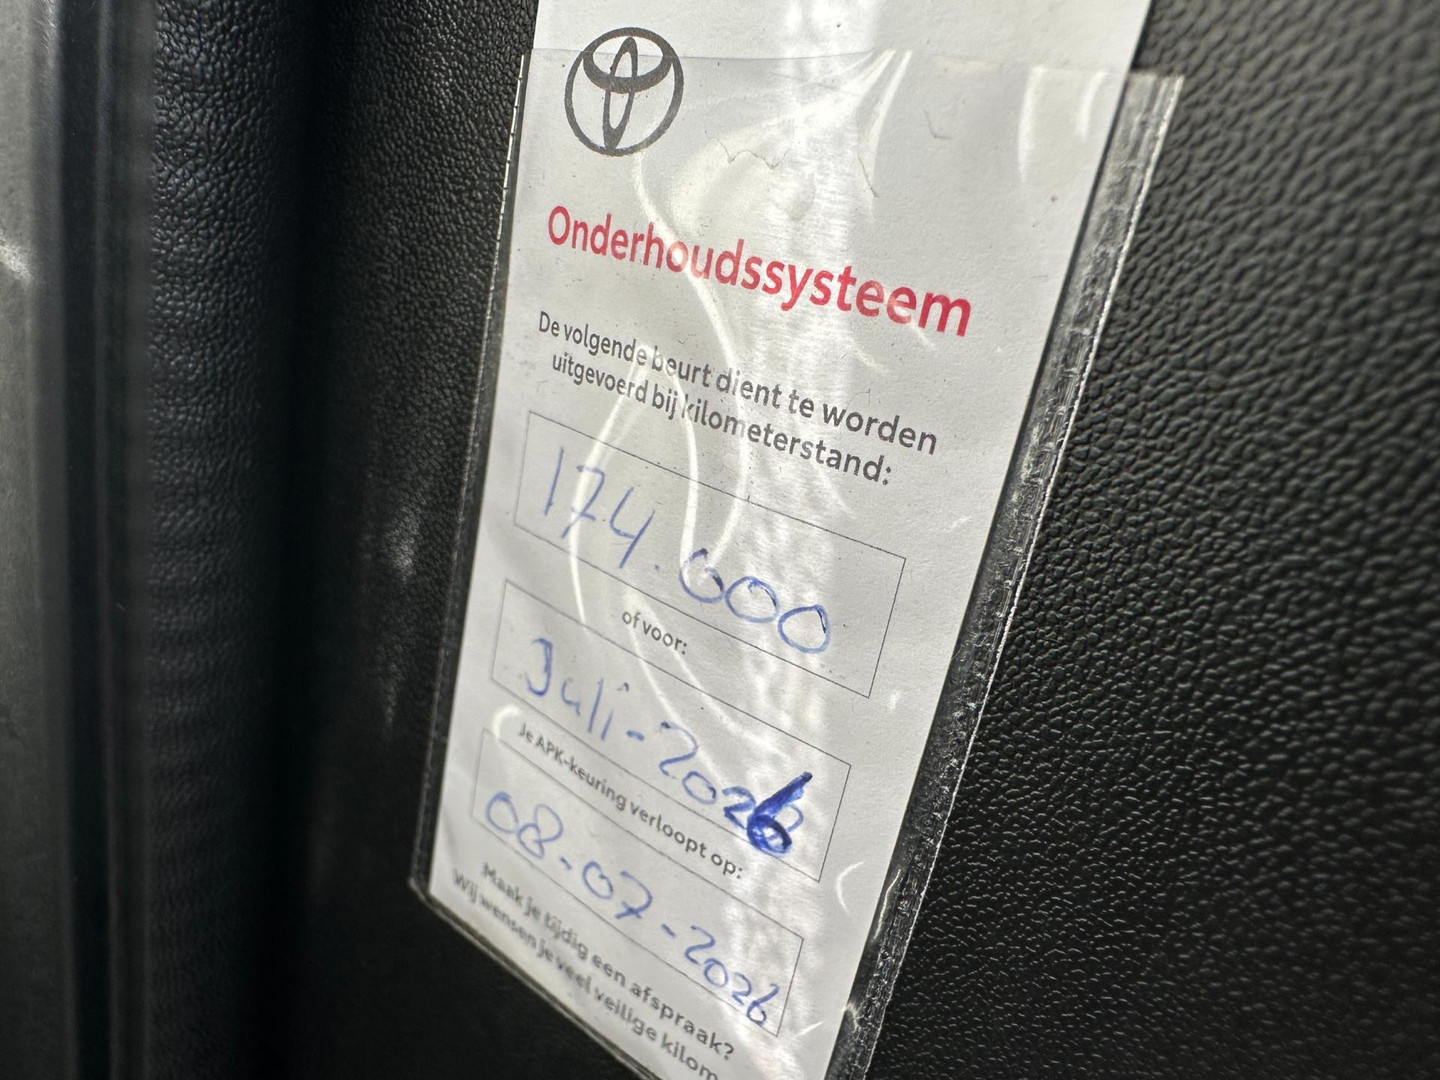 Onderhoudssysteem
De volgende beurt dient te worden
uitgevoerd bij kilometerstand:
174.000
of voor:
Juli-2026
Je APK-keuring verloopt op:
08-07-2026
Maak je tijdig een afspraak?
Wij wensen je veel veilige kilom